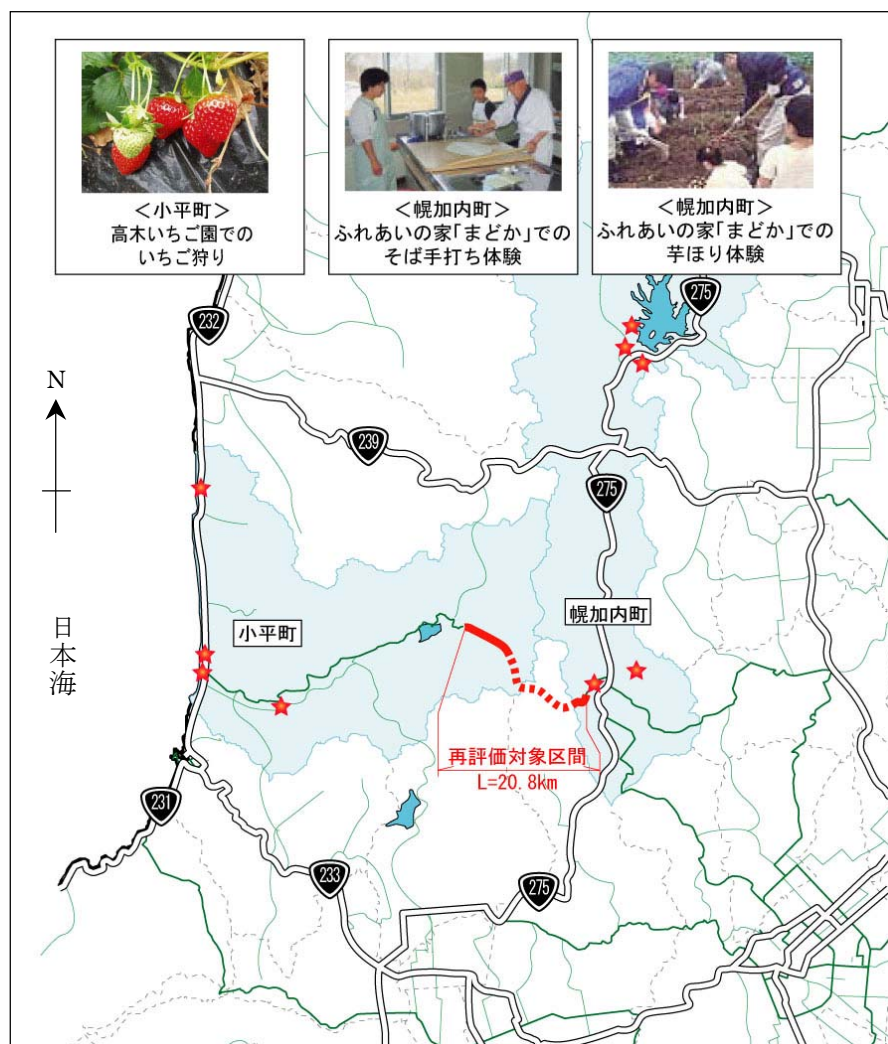 <小平町>
高木いちご園での
いちご狩り
<幌加内町>
ふれあいの家「まどか」での
そば手打ち体験
<幌加内町>
ふれあいの家「まどか」での
芋ほり体験
275
232
N
239
275
日本海
小平町
幌加内町
再評価対象区間
L=20.8km
231
233
275